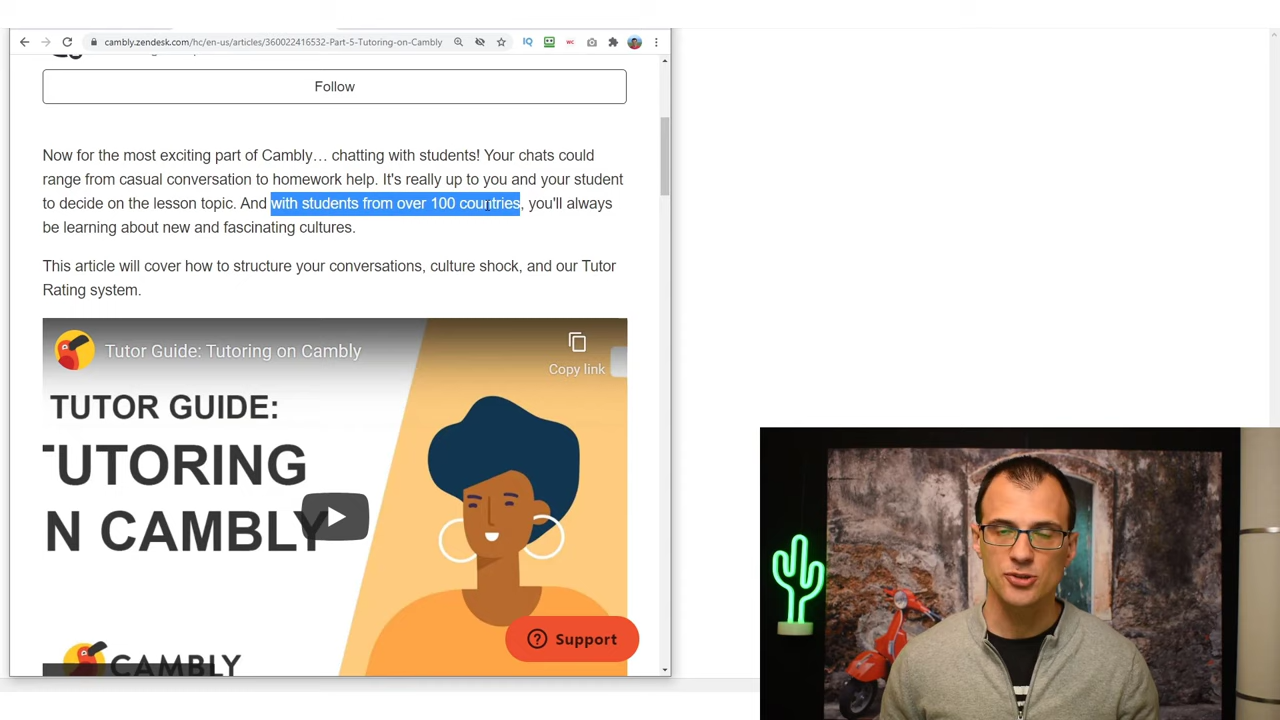 cambly.zendesk.com/hc/en-us/articles/360022416532-Part-5-Tutoring-on-Cambly
Follow
Now for the most exciting part of Cambly… chatting with students! Your chats could
range from casual conversation to homework help. It's really up to you and your student
to decide on the lesson topic. And with students from over 100 countries, you'll always
be learning about new and fascinating cultures.
This article will cover how to structure your conversations, culture shock, and our Tutor
Rating system.
Tutor Guide: Tutoring on Cambly
Copy link
TUTOR GUIDE:
TUTORING
N CAMBLY
CAMBLY
Support